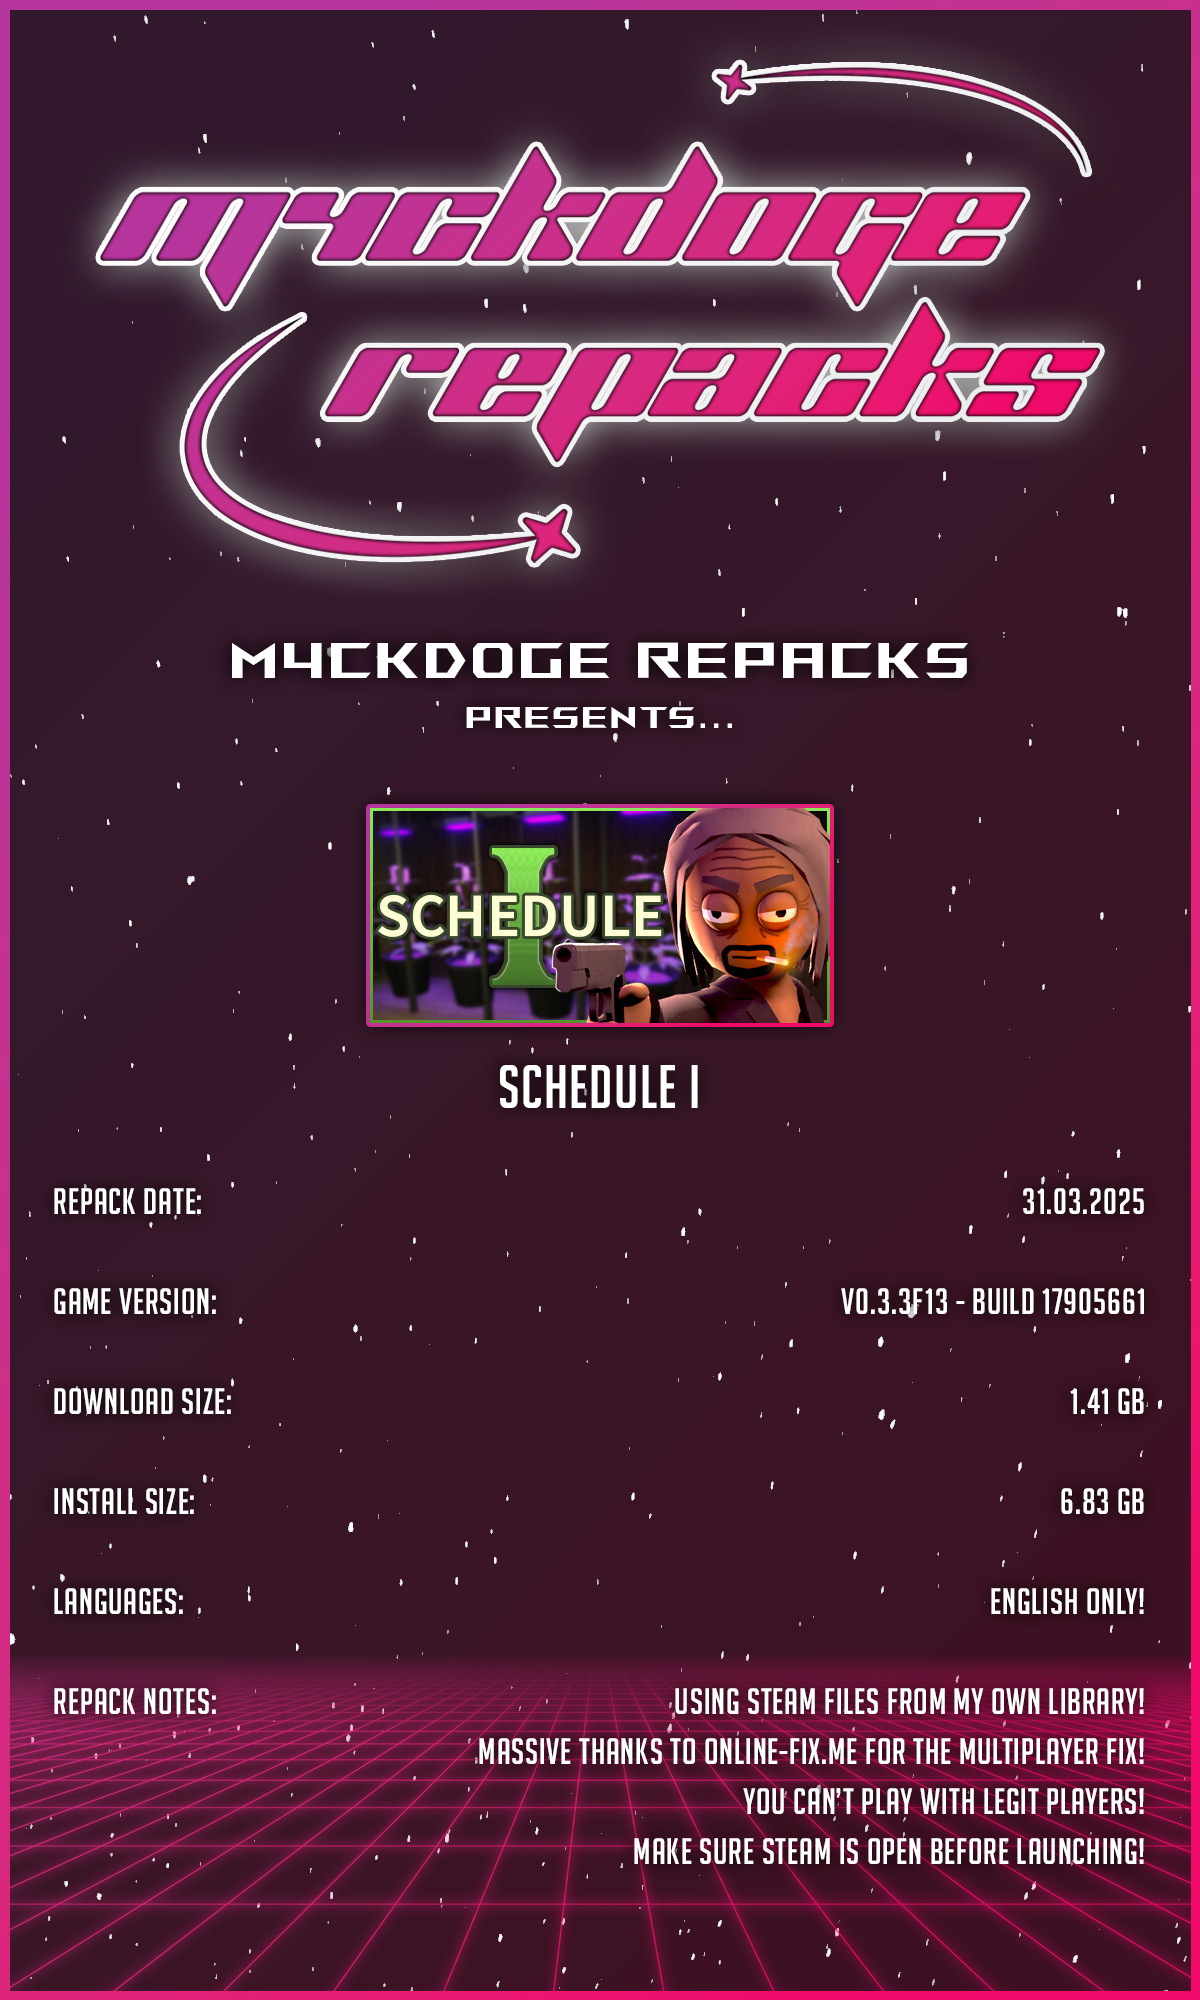 m4ckdoge
repacks
M4CKDOGE REPACKS
PRESENTS...
SCHEDULE I
SCHEDULE I
REPACK DATE: 31.03.2025
GAME VERSION: V0.3.3F13 - BUILD 17905661
DOWNLOAD SIZE: 1.41 GB
INSTALL SIZE: 6.83 GB
LANGUAGES: ENGLISH ONLY!
REPACK NOTES: USING STEAM FILES FROM MY OWN LIBRARY!
MASSIVE THANKS TO ONLINE-FIX.ME FOR THE MULTIPLAYER FIX!
YOU CAN'T PLAY WITH LEGIT PLAYERS!
MAKE SURE STEAM IS OPEN BEFORE LAUNCHING!